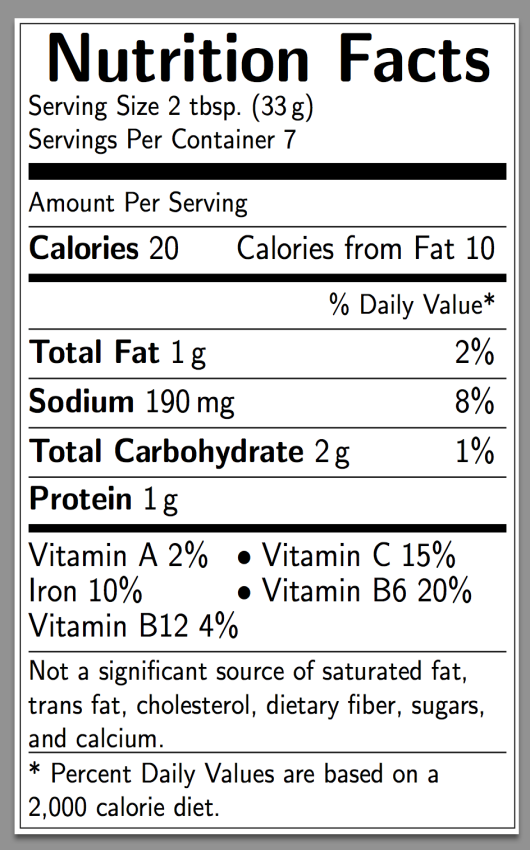 Nutrition Facts
Serving Size 2 tbsp. (33 g)
Servings Per Container 7
Amount Per Serving
Calories 20 Calories from Fat 10
% Daily Value*
Total Fat 1 g 2%
Sodium 190 mg 8%
Total Carbohydrate 2 g 1%
Protein 1 g
Vitamin A 2% • Vitamin C 15%
Iron 10% • Vitamin B6 20%
Vitamin B12 4%
Not a significant source of saturated fat,
trans fat, cholesterol, dietary fiber, sugars,
and calcium.
* Percent Daily Values are based on a
2,000 calorie diet.